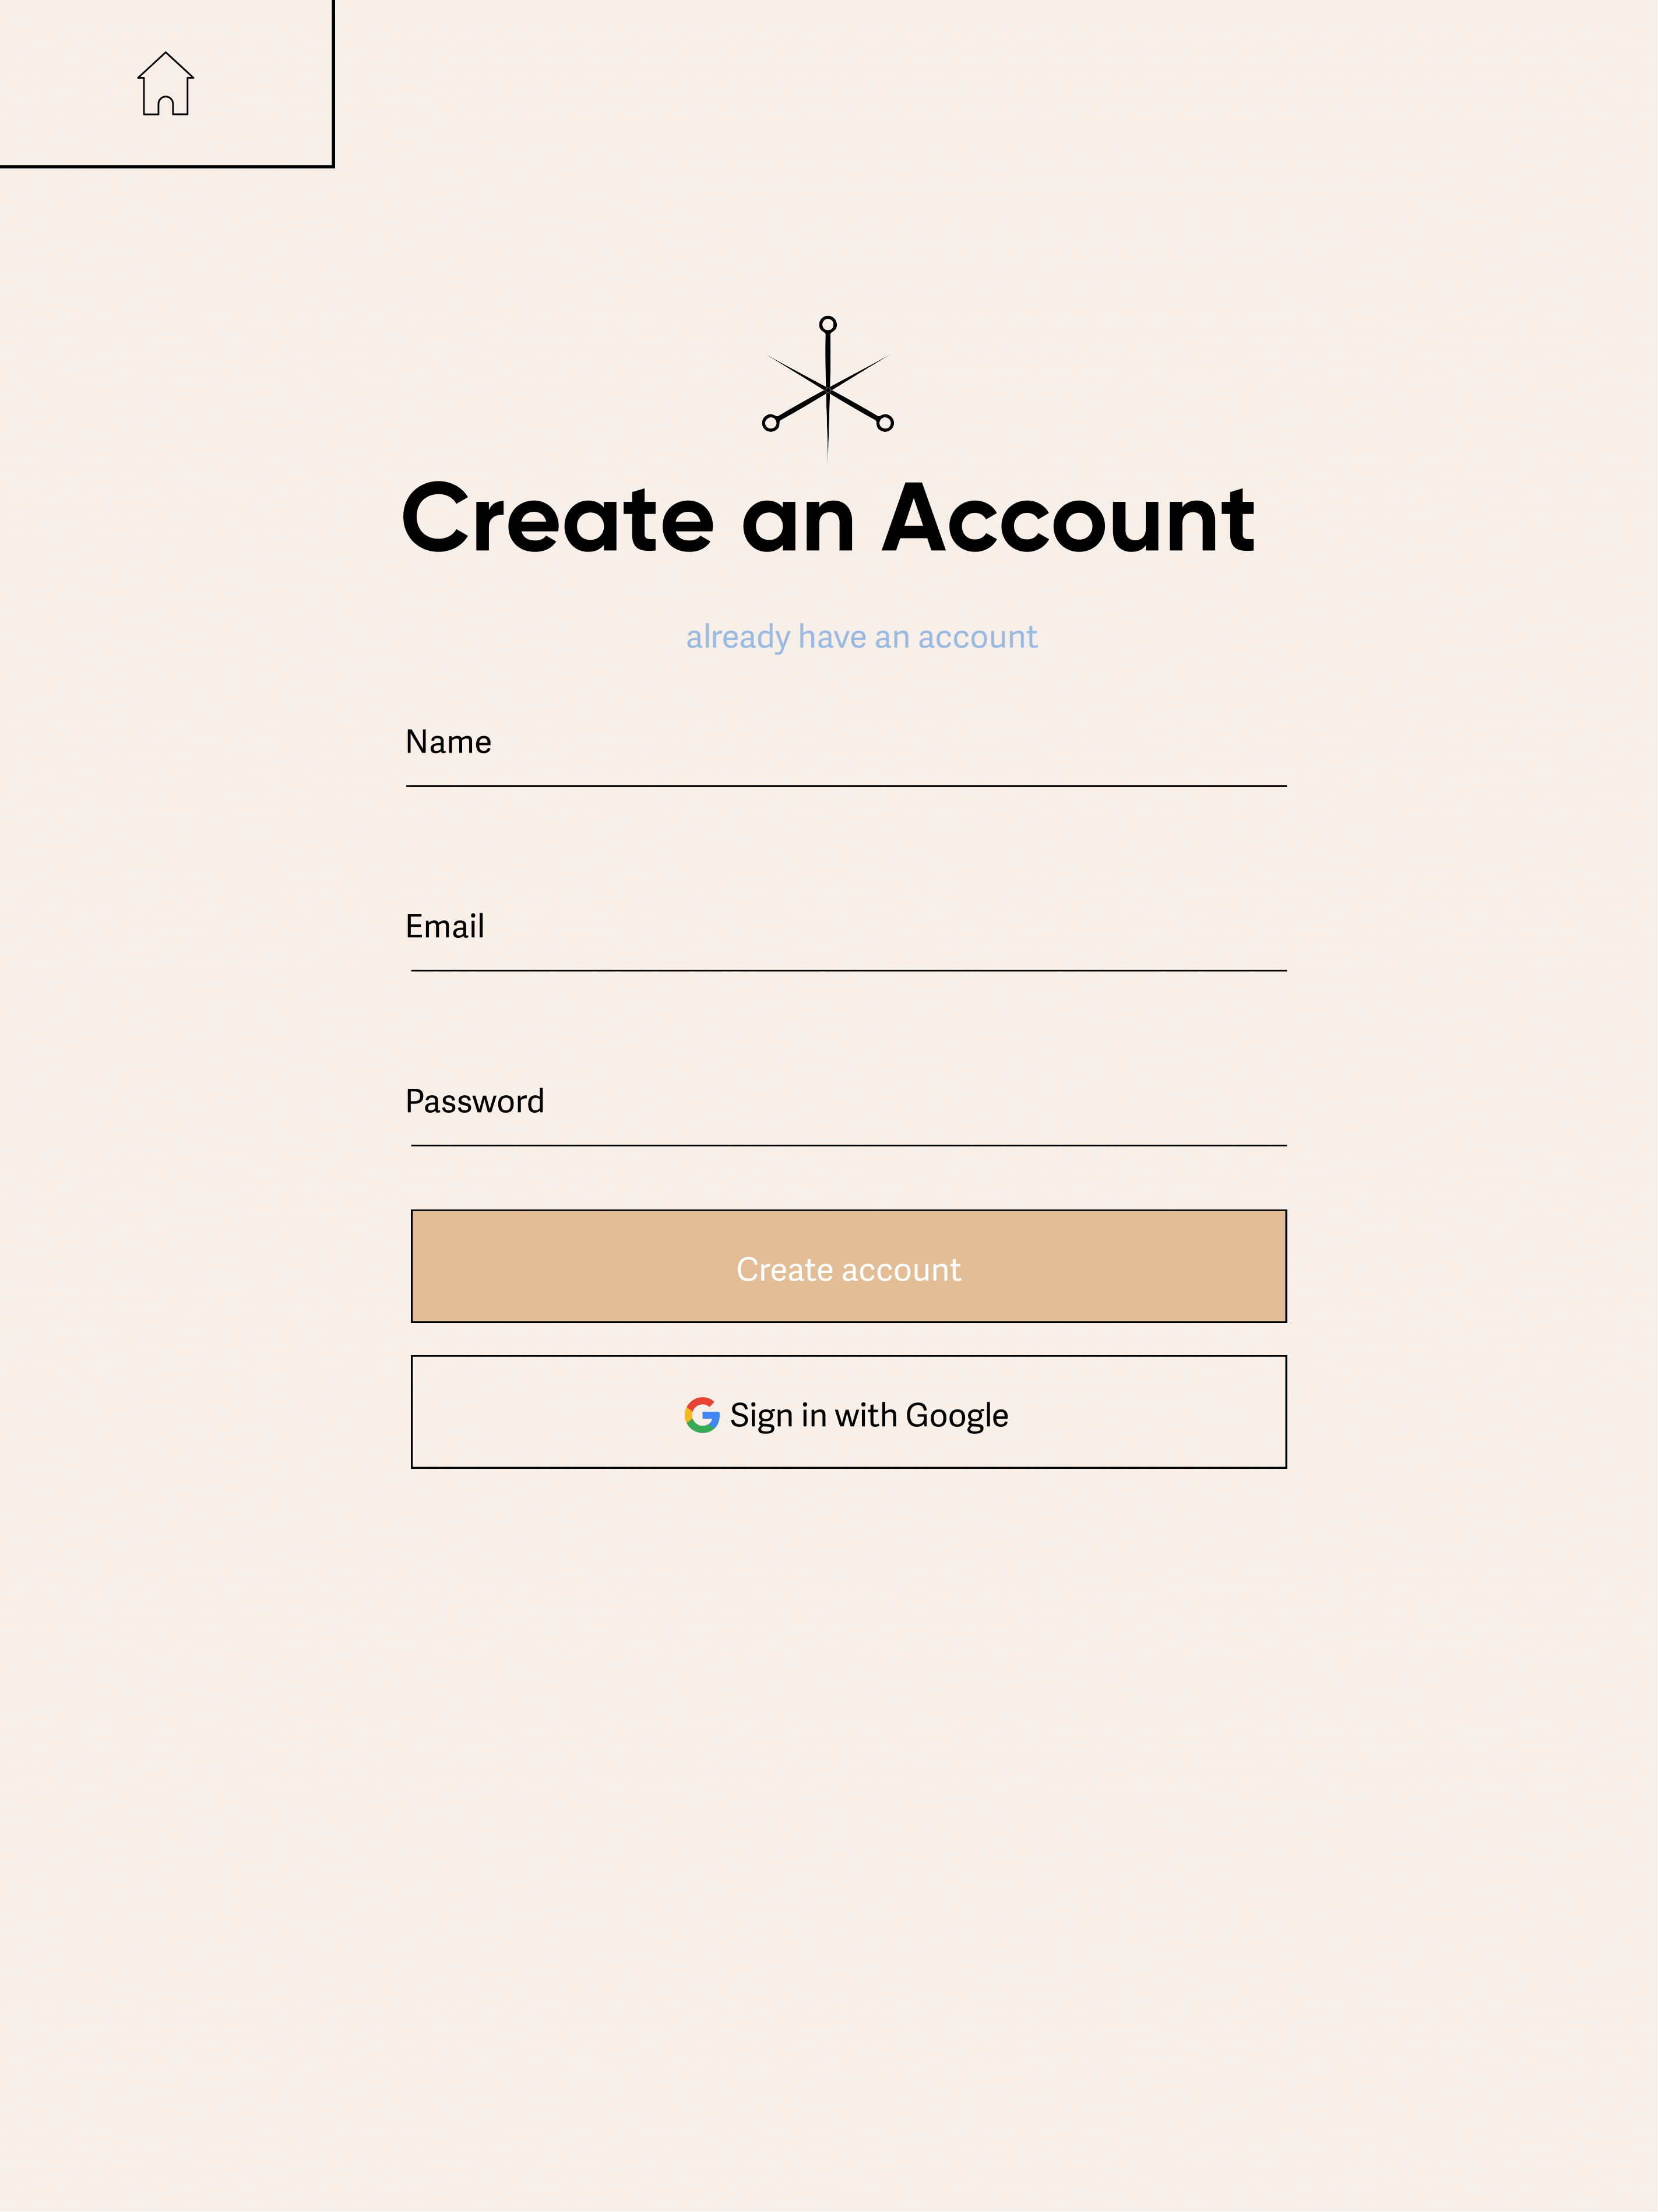 Create an Account
already have an account
Name
Email
Password
Create account
Sign in with Google